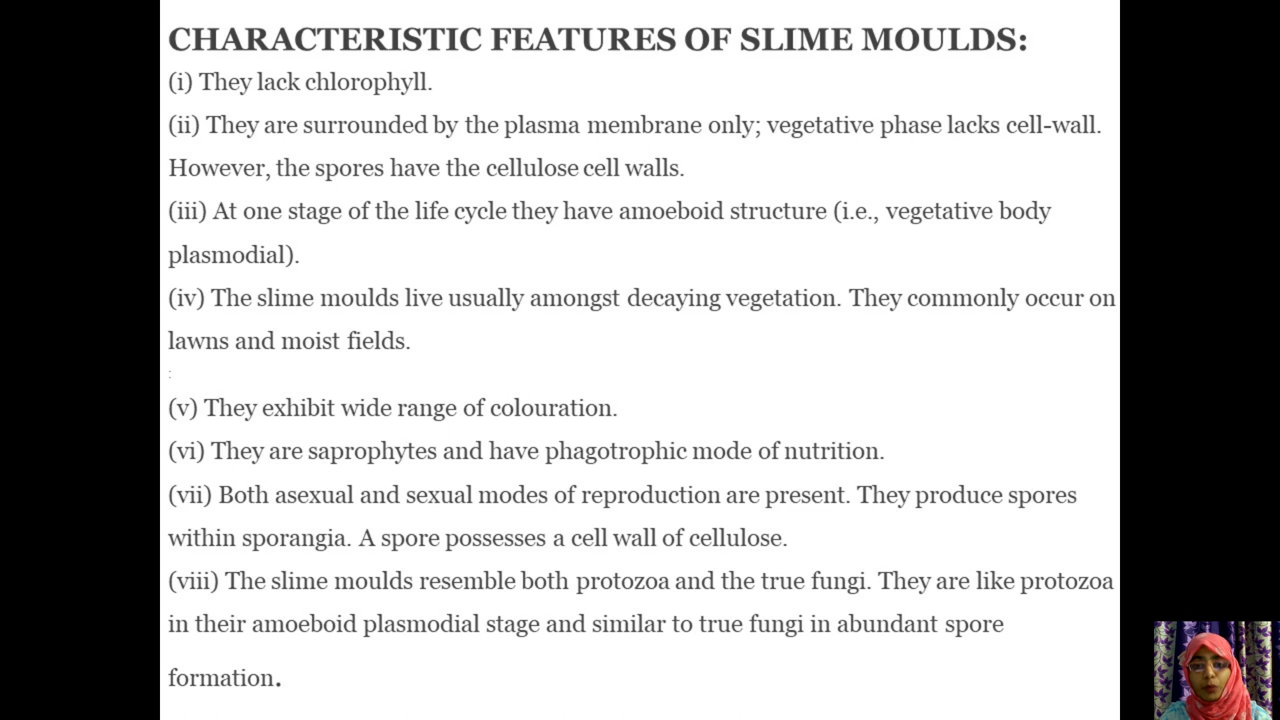 CHARACTERISTIC FEATURES OF SLIME MOULDS:
(i) They lack chlorophyll.
(ii) They are surrounded by the plasma membrane only; vegetative phase lacks cell-wall.
However, the spores have the cellulose cell walls.
(iii) At one stage of the life cycle they have amoeboid structure (i.e., vegetative body
plasmodial).
(iv) The slime moulds live usually amongst decaying vegetation. They commonly occur on
lawns and moist fields.
:
(v) They exhibit wide range of colouration.
(vi) They are saprophytes and have phagotrophic mode of nutrition.
(vii) Both asexual and sexual modes of reproduction are present. They produce spores
within sporangia. A spore possesses a cell wall of cellulose.
(viii) The slime moulds resemble both protozoa and the true fungi. They are like protozoa
in their amoeboid plasmodial stage and similar to true fungi in abundant spore
formation.